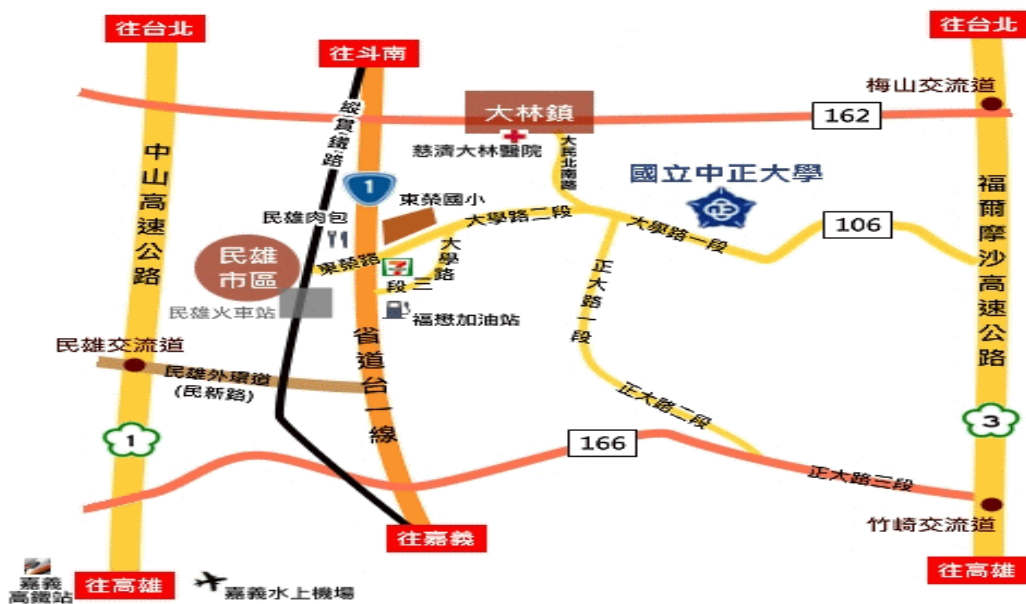 往台北
往斗南
往台北
梅山交流道
162
大林鎮
慈濟大林醫院
縱貫鐵路
大民北南路
國立中正大學
中山高速公路
1
東榮國小
大學路二段
大學路一段
106
福爾摩沙高速公路
民雄肉包
民雄
市區
東榮路
7
大學路三段
正大路一段
民雄火車站
福懋加油站
省道台一線
民雄交流道
民雄外環道
(民新路)
正大路二段
1
166
3
正大路三段
竹崎交流道
往嘉義
往高雄
往高雄
嘉義
高鐵站
嘉義水上機場